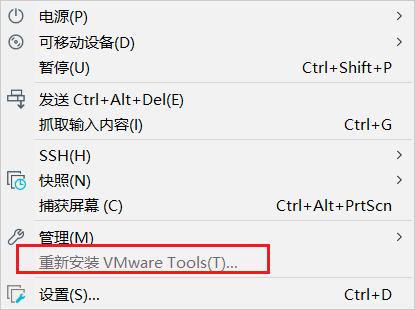 电源(P)
可移动设备(D)
暂停(U) Ctrl+Shift+P
发送 Ctrl+Alt+Del(E)
抓取输入内容(I) Ctrl+G
SSH(H)
快照(N)
捕获屏幕 (C) Ctrl+Alt+PrtScn
管理(M)
重新安装 VMware Tools(T)...
设置(S)... Ctrl+D